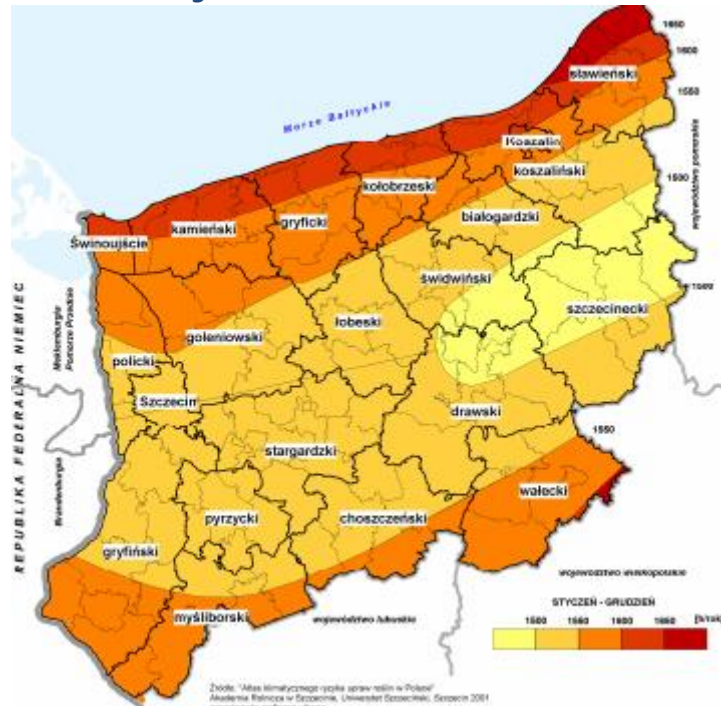 1650
1600
sławieński
1550
Morze Bałtyckie
Koszalin
województwo pomorskie
koszaliński
kołobrzeski
1500
białogardzki
gryficki
kamieński
Świnoujście
świdwiński
szczecinecki
REPUBLIKA FEDERALNA NIEMIEC
Meklemburgia
Pomorze Przednie
goleniowski
łobeski
policki
Szczecin
drawski
1550
stargardzki
Brandenburgia
wałecki
pyrzycki
choszczeński
gryfiński
województwo wielkopolskie
STYCZEŃ - GRUDZIEŃ
myśliborski
województwo lubuskie
[h/rok]
1500
1550
1600
1650
Źródło: "Atlas klimatycznego ryzyka upraw roślin w Polsce"
Akademia Rolnicza w Szczecinie, Uniwersytet Szczeciński, Szczecin 2001